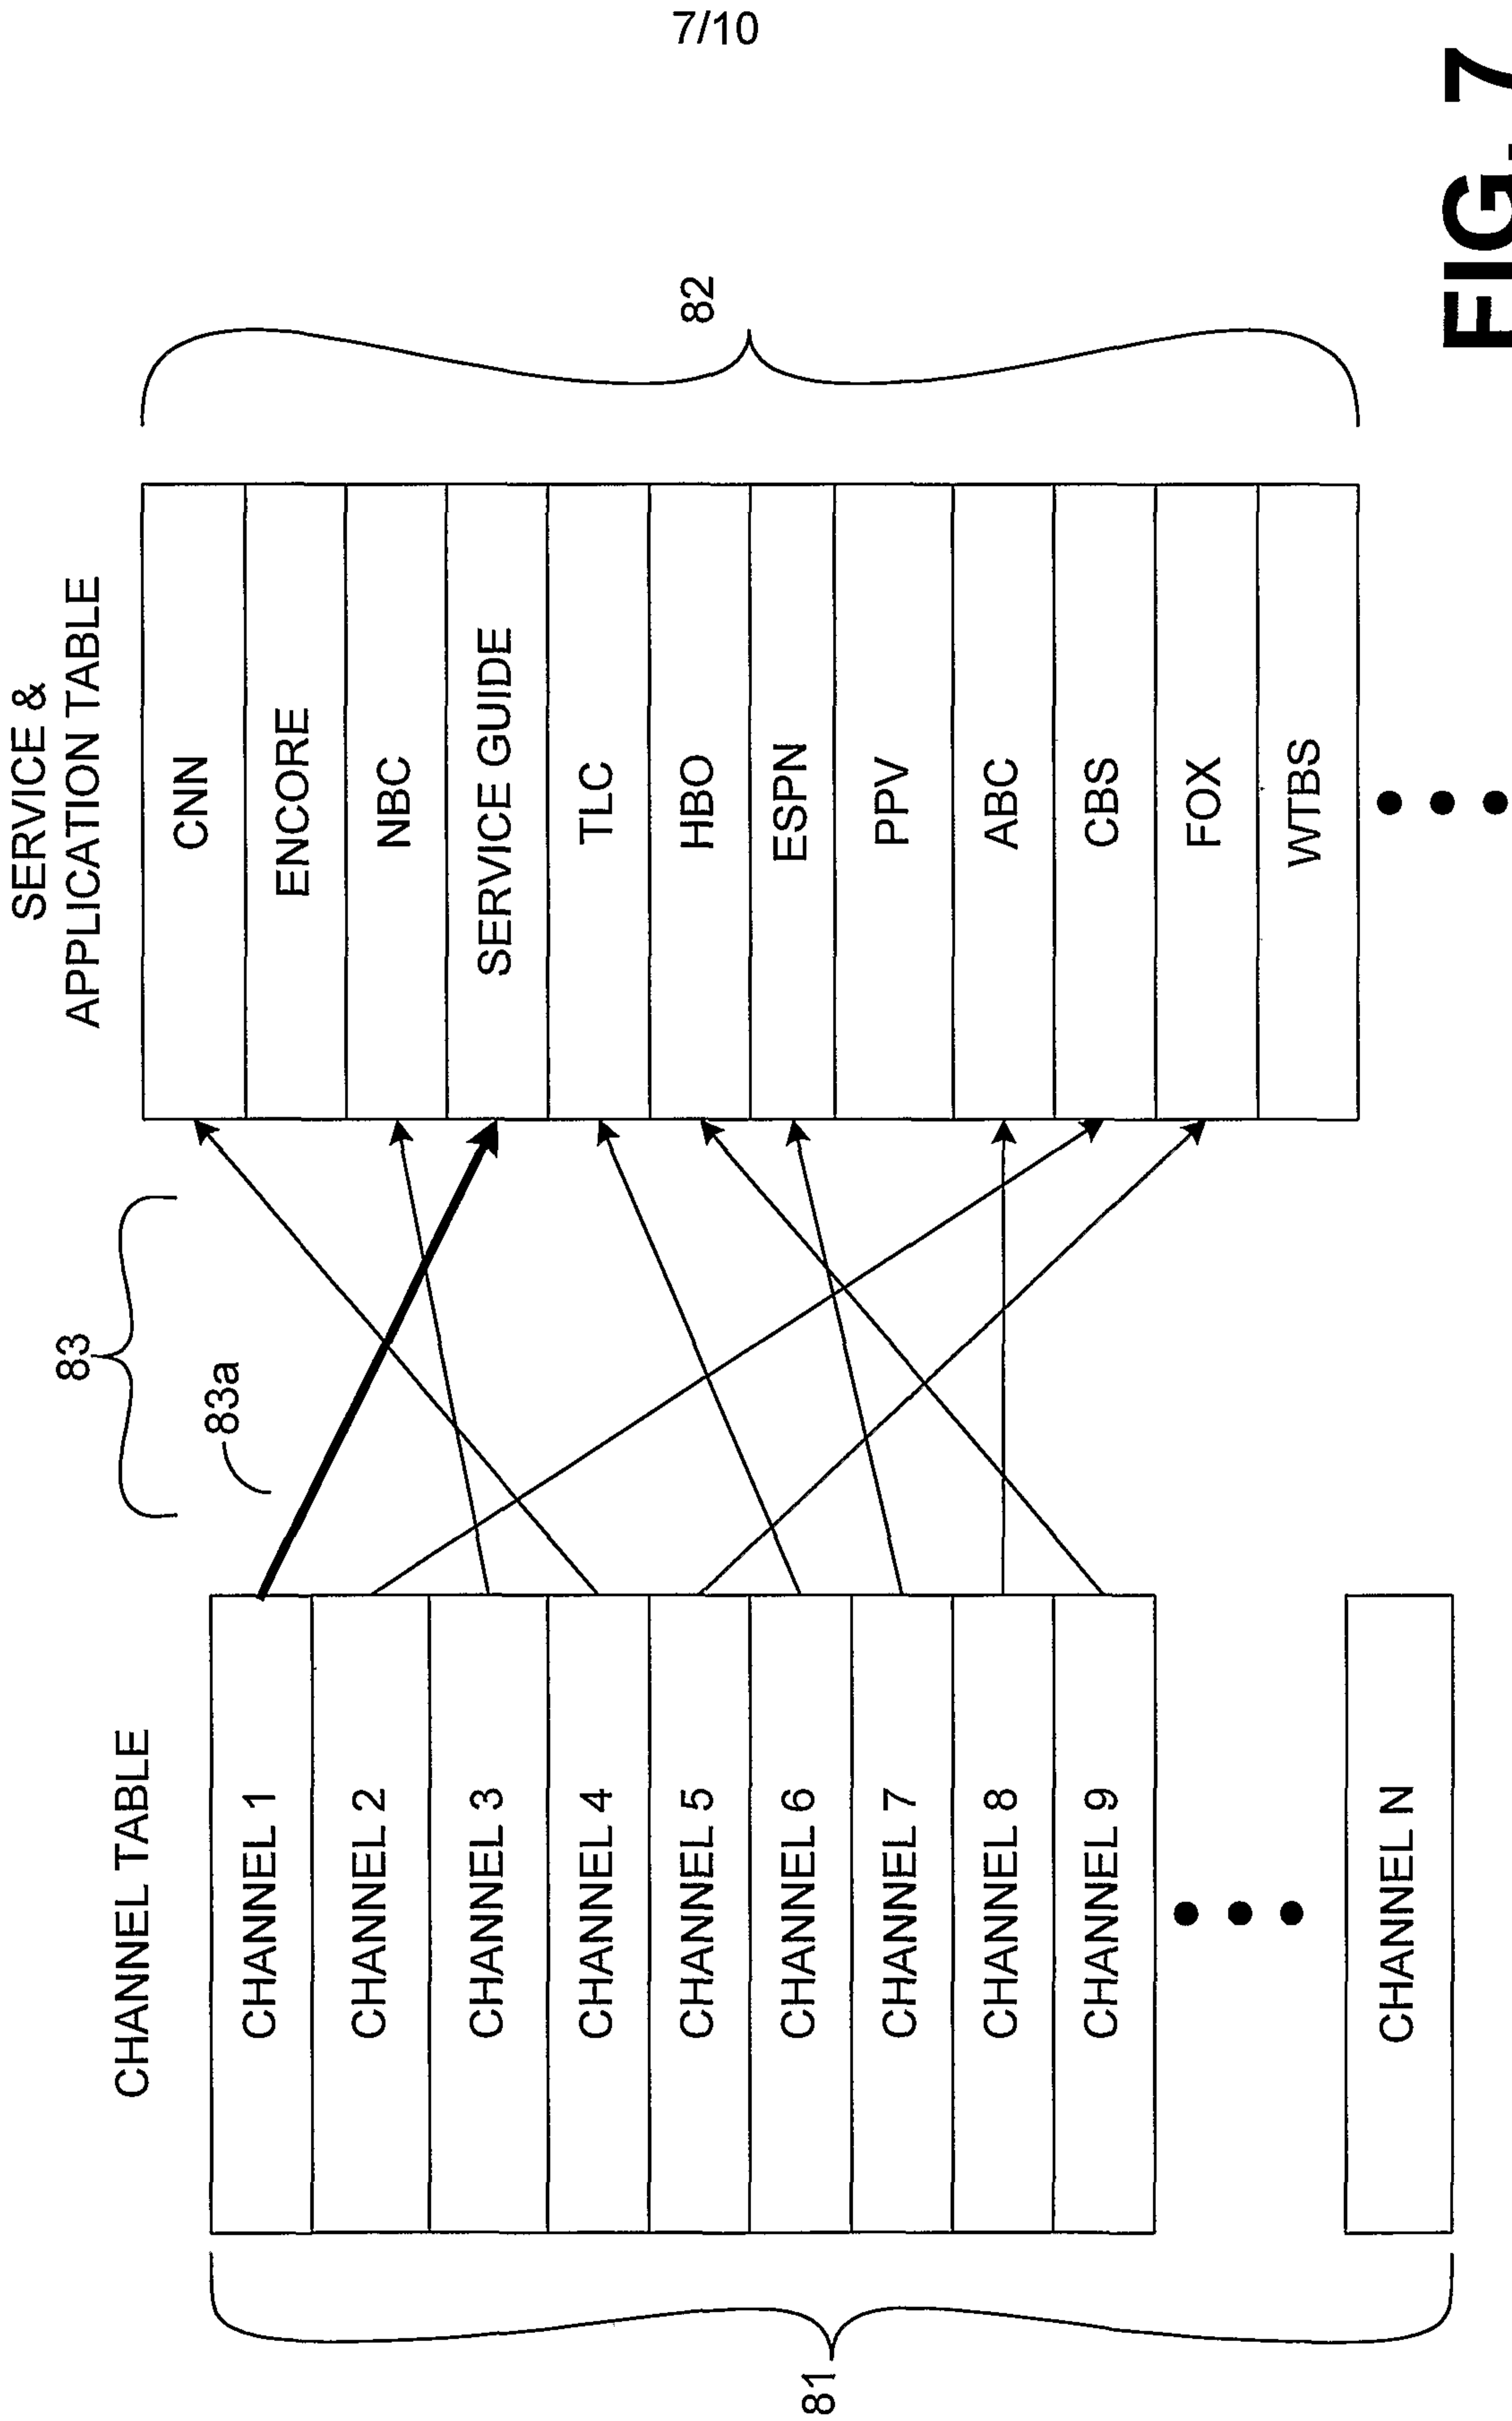 7/10
SERVICE &
APPLICATION TABLE
CHANNEL TABLE
83
83a
CHANNEL 1
CHANNEL 2
CHANNEL 3
CHANNEL 4
CHANNEL 5
CHANNEL 6
CHANNEL 7
CHANNEL 8
CHANNEL 9
CHANNEL N
81
CNN
ENCORE
NBC
SERVICE GUIDE
TLC
HBO
ESPN
PPV
ABC
CBS
FOX
WTBS
82
FIG. 7